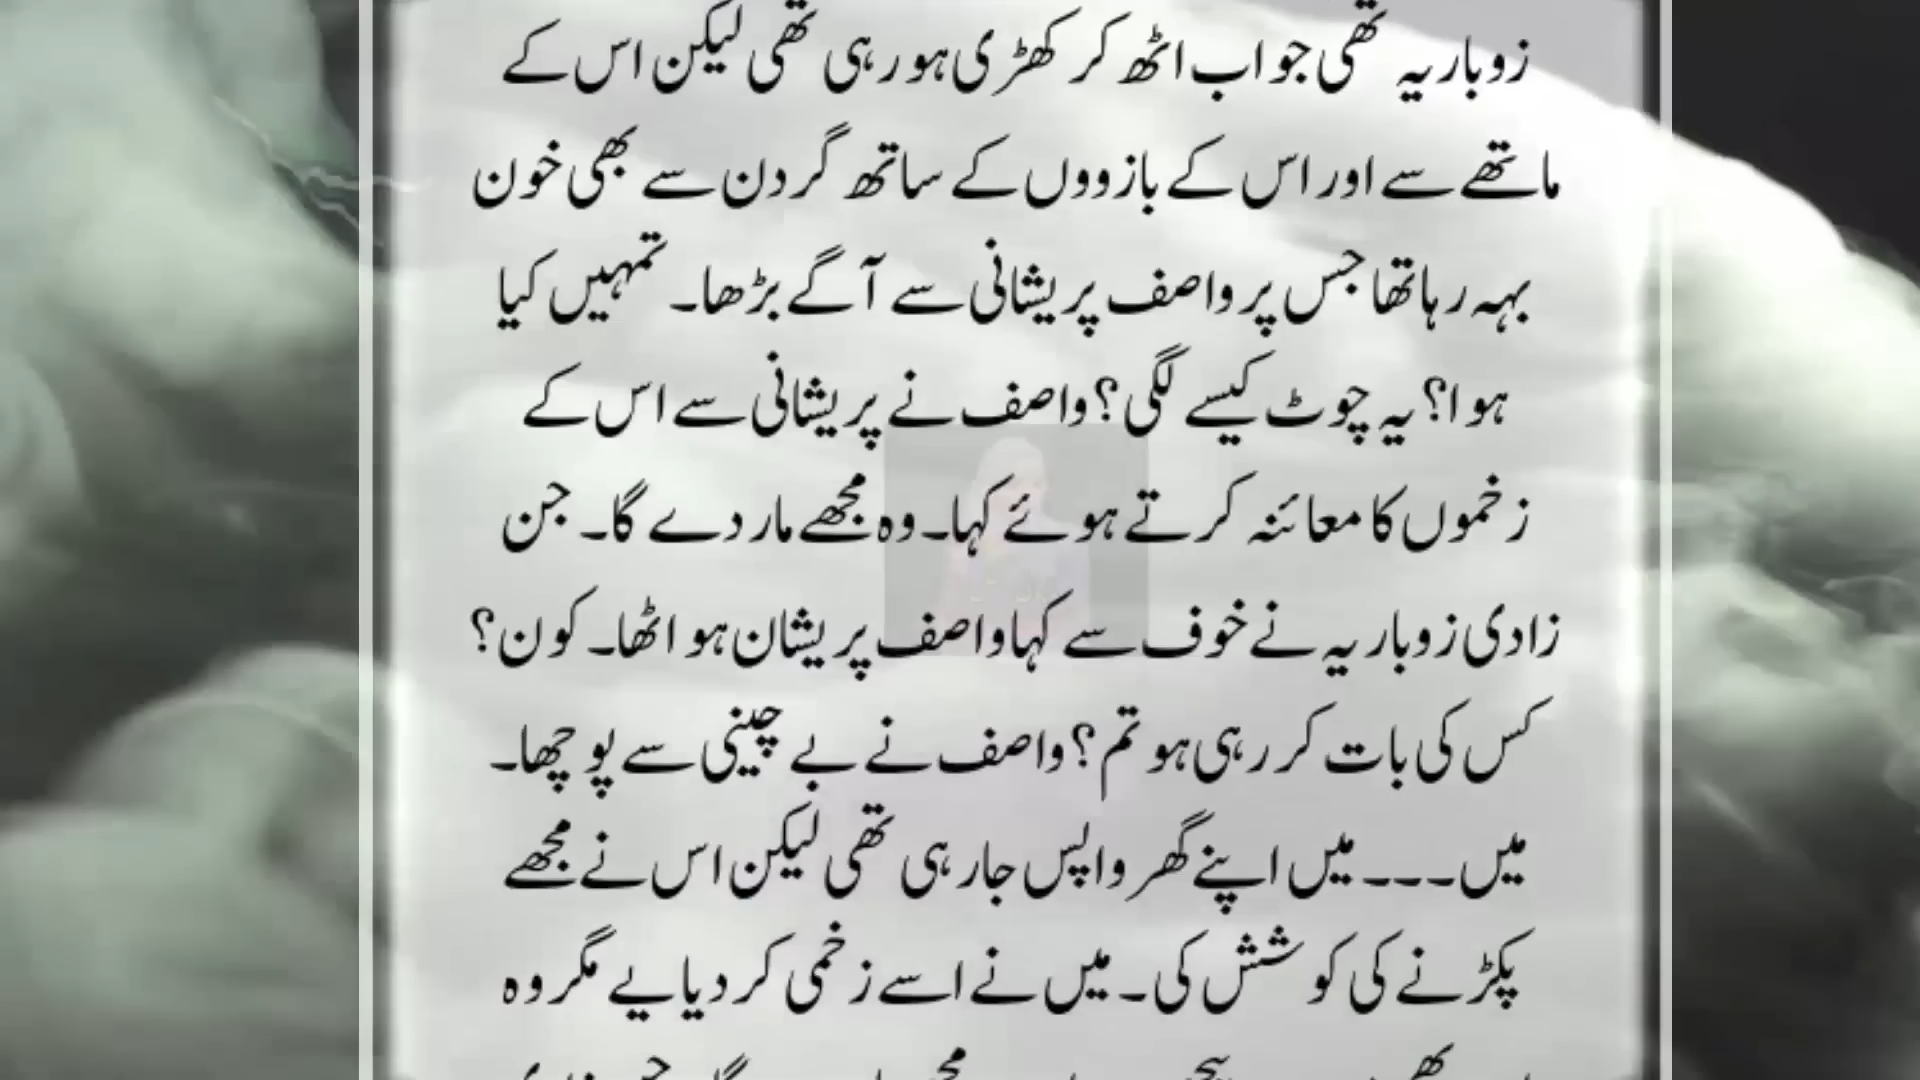 زوباریہ تھی جو اب اٹھ کر کھڑی ہو رہی تھی لیکن اس کے
ماتھے سے اور اس کے بازووں کے ساتھ گردن سے بھی خون
بہہ رہا تھا جس پر واصف پریشانی سے آگے بڑھا۔ تمہیں کیا
ہوا؟ یہ چوٹ کیسے لگی؟ واصف نے پریشانی سے اس کے
زخموں کا معائنہ کرتے ہوئے کہا۔ وہ مجھے مار دے گا۔ جن
زادی زوباریہ نے خوف سے کہا واصف پریشان ہو اٹھا۔ کون؟
کس کی بات کر رہی ہو تم؟ واصف نے بے چینی سے پوچھا۔
میں۔۔۔ میں اپنے گھر واپس جا رہی تھی لیکن اس نے مجھے
پکڑنے کی کوشش کی۔ میں نے اسے زخمی کر دیا یے مگر وہ